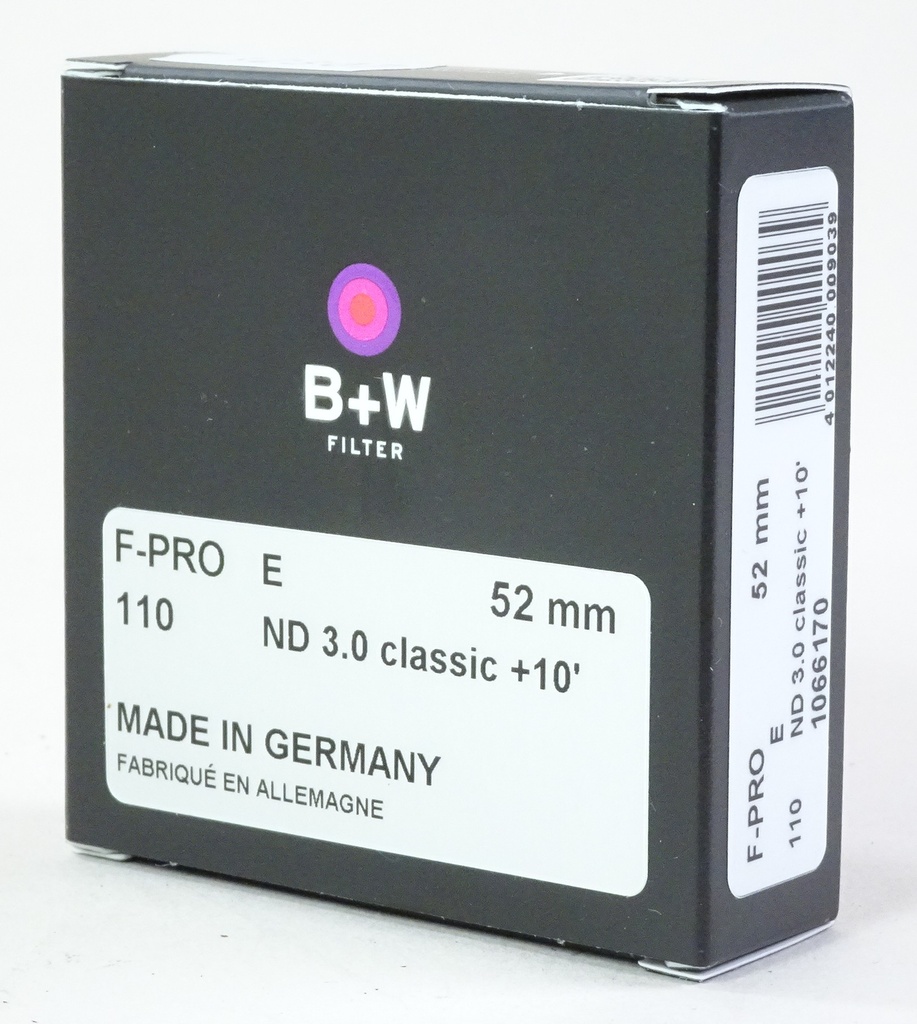 B+W
FILTER
F-PRO E 52 mm
110 ND 3.0 classic +10'
MADE IN GERMANY
FABRIQUÉ EN ALLEMAGNE
4 012240 009039
F-PRO E 52 mm
110 ND 3.0 classic +10'
1066170